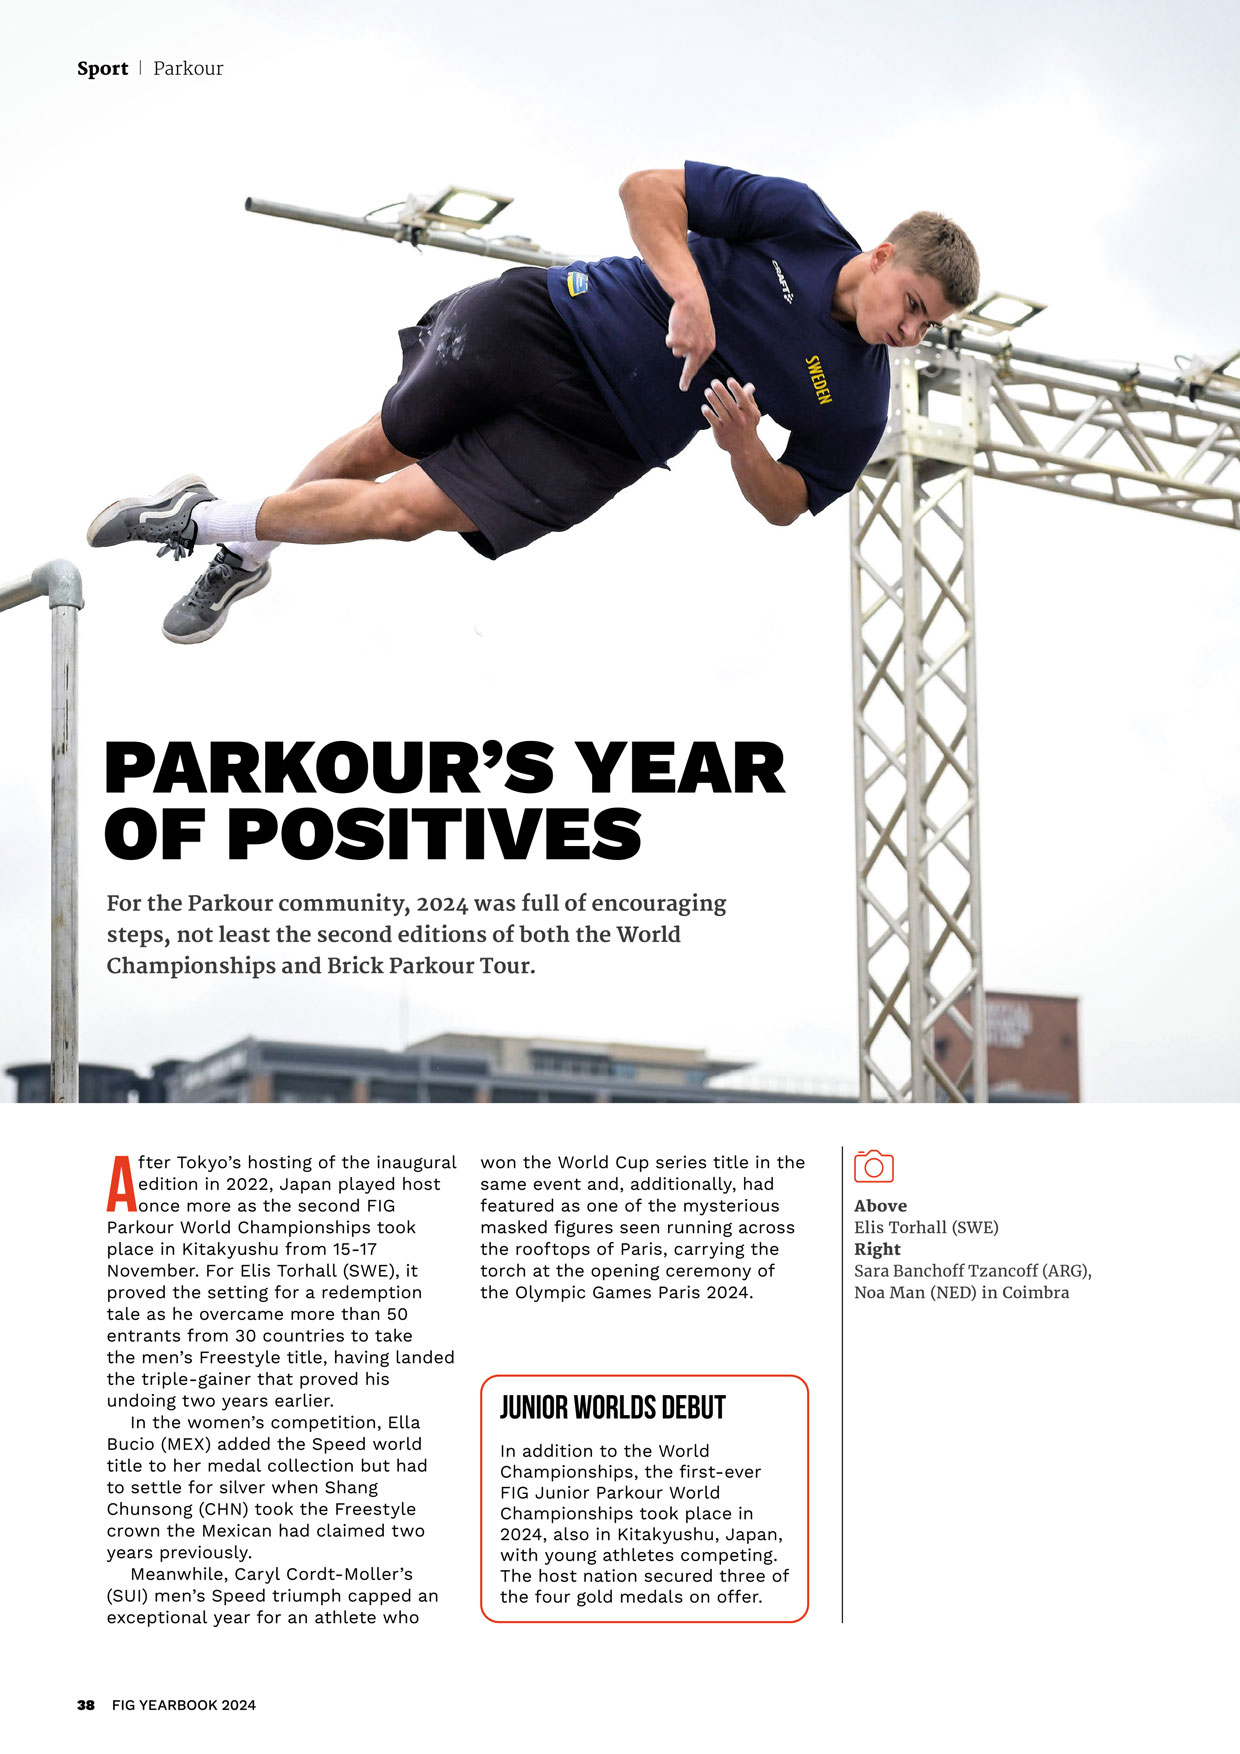 Sport | Parkour
CRAFT
SWEDEN
PARKOUR’S YEAR
OF POSITIVES
For the Parkour community, 2024 was full of encouraging
steps, not least the second editions of both the World
Championships and Brick Parkour Tour.
After Tokyo’s hosting of the inaugural
edition in 2022, Japan played host
once more as the second FIG
Parkour World Championships took
place in Kitakyushu from 15-17
November. For Elis Torhall (SWE), it
proved the setting for a redemption
tale as he overcame more than 50
entrants from 30 countries to take
the men’s Freestyle title, having landed
the triple-gainer that proved his
undoing two years earlier.
In the women’s competition, Ella
Bucio (MEX) added the Speed world
title to her medal collection but had
to settle for silver when Shang
Chunsong (CHN) took the Freestyle
crown the Mexican had claimed two
years previously.
Meanwhile, Caryl Cordt-Moller’s
(SUI) men’s Speed triumph capped an
exceptional year for an athlete who
won the World Cup series title in the
same event and, additionally, had
featured as one of the mysterious
masked figures seen running across
the rooftops of Paris, carrying the
torch at the opening ceremony of
the Olympic Games Paris 2024.
JUNIOR WORLDS DEBUT
In addition to the World
Championships, the first-ever
FIG Junior Parkour World
Championships took place in
2024, also in Kitakyushu, Japan,
with young athletes competing.
The host nation secured three of
the four gold medals on offer.
Above
Elis Torhall (SWE)
Right
Sara Banchoff Tzancoff (ARG),
Noa Man (NED) in Coimbra
38 FIG YEARBOOK 2024